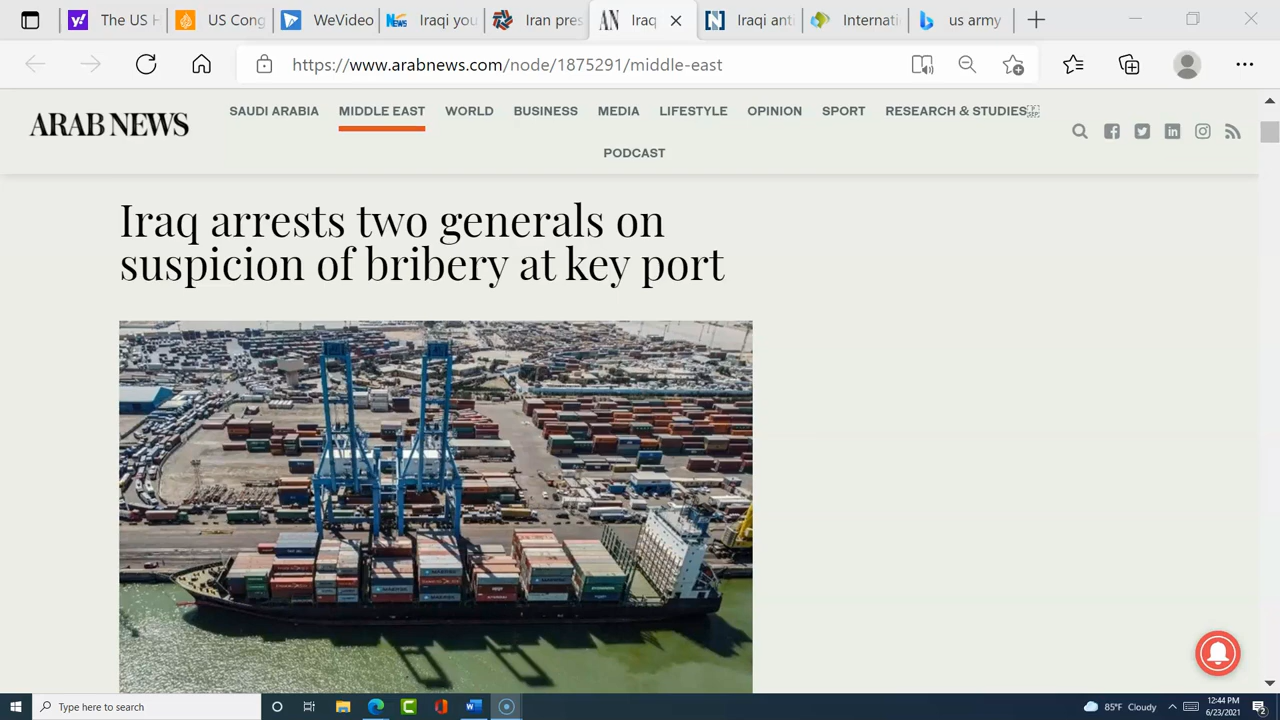 The US H
US Cong
WeVideo
Iraqi you
Iran pres
Iraq
Iraqi anti
Internati
us army
https://www.arabnews.com/node/1875291/middle-east
ARAB NEWS
SAUDI ARABIA MIDDLE EAST WORLD BUSINESS MEDIA LIFESTYLE OPINION SPORT RESEARCH & STUDIES
PODCAST
Iraq arrests two generals on
suspicion of bribery at key port
Type here to search
85°F Cloudy
12:44 PM
6/23/2021
2